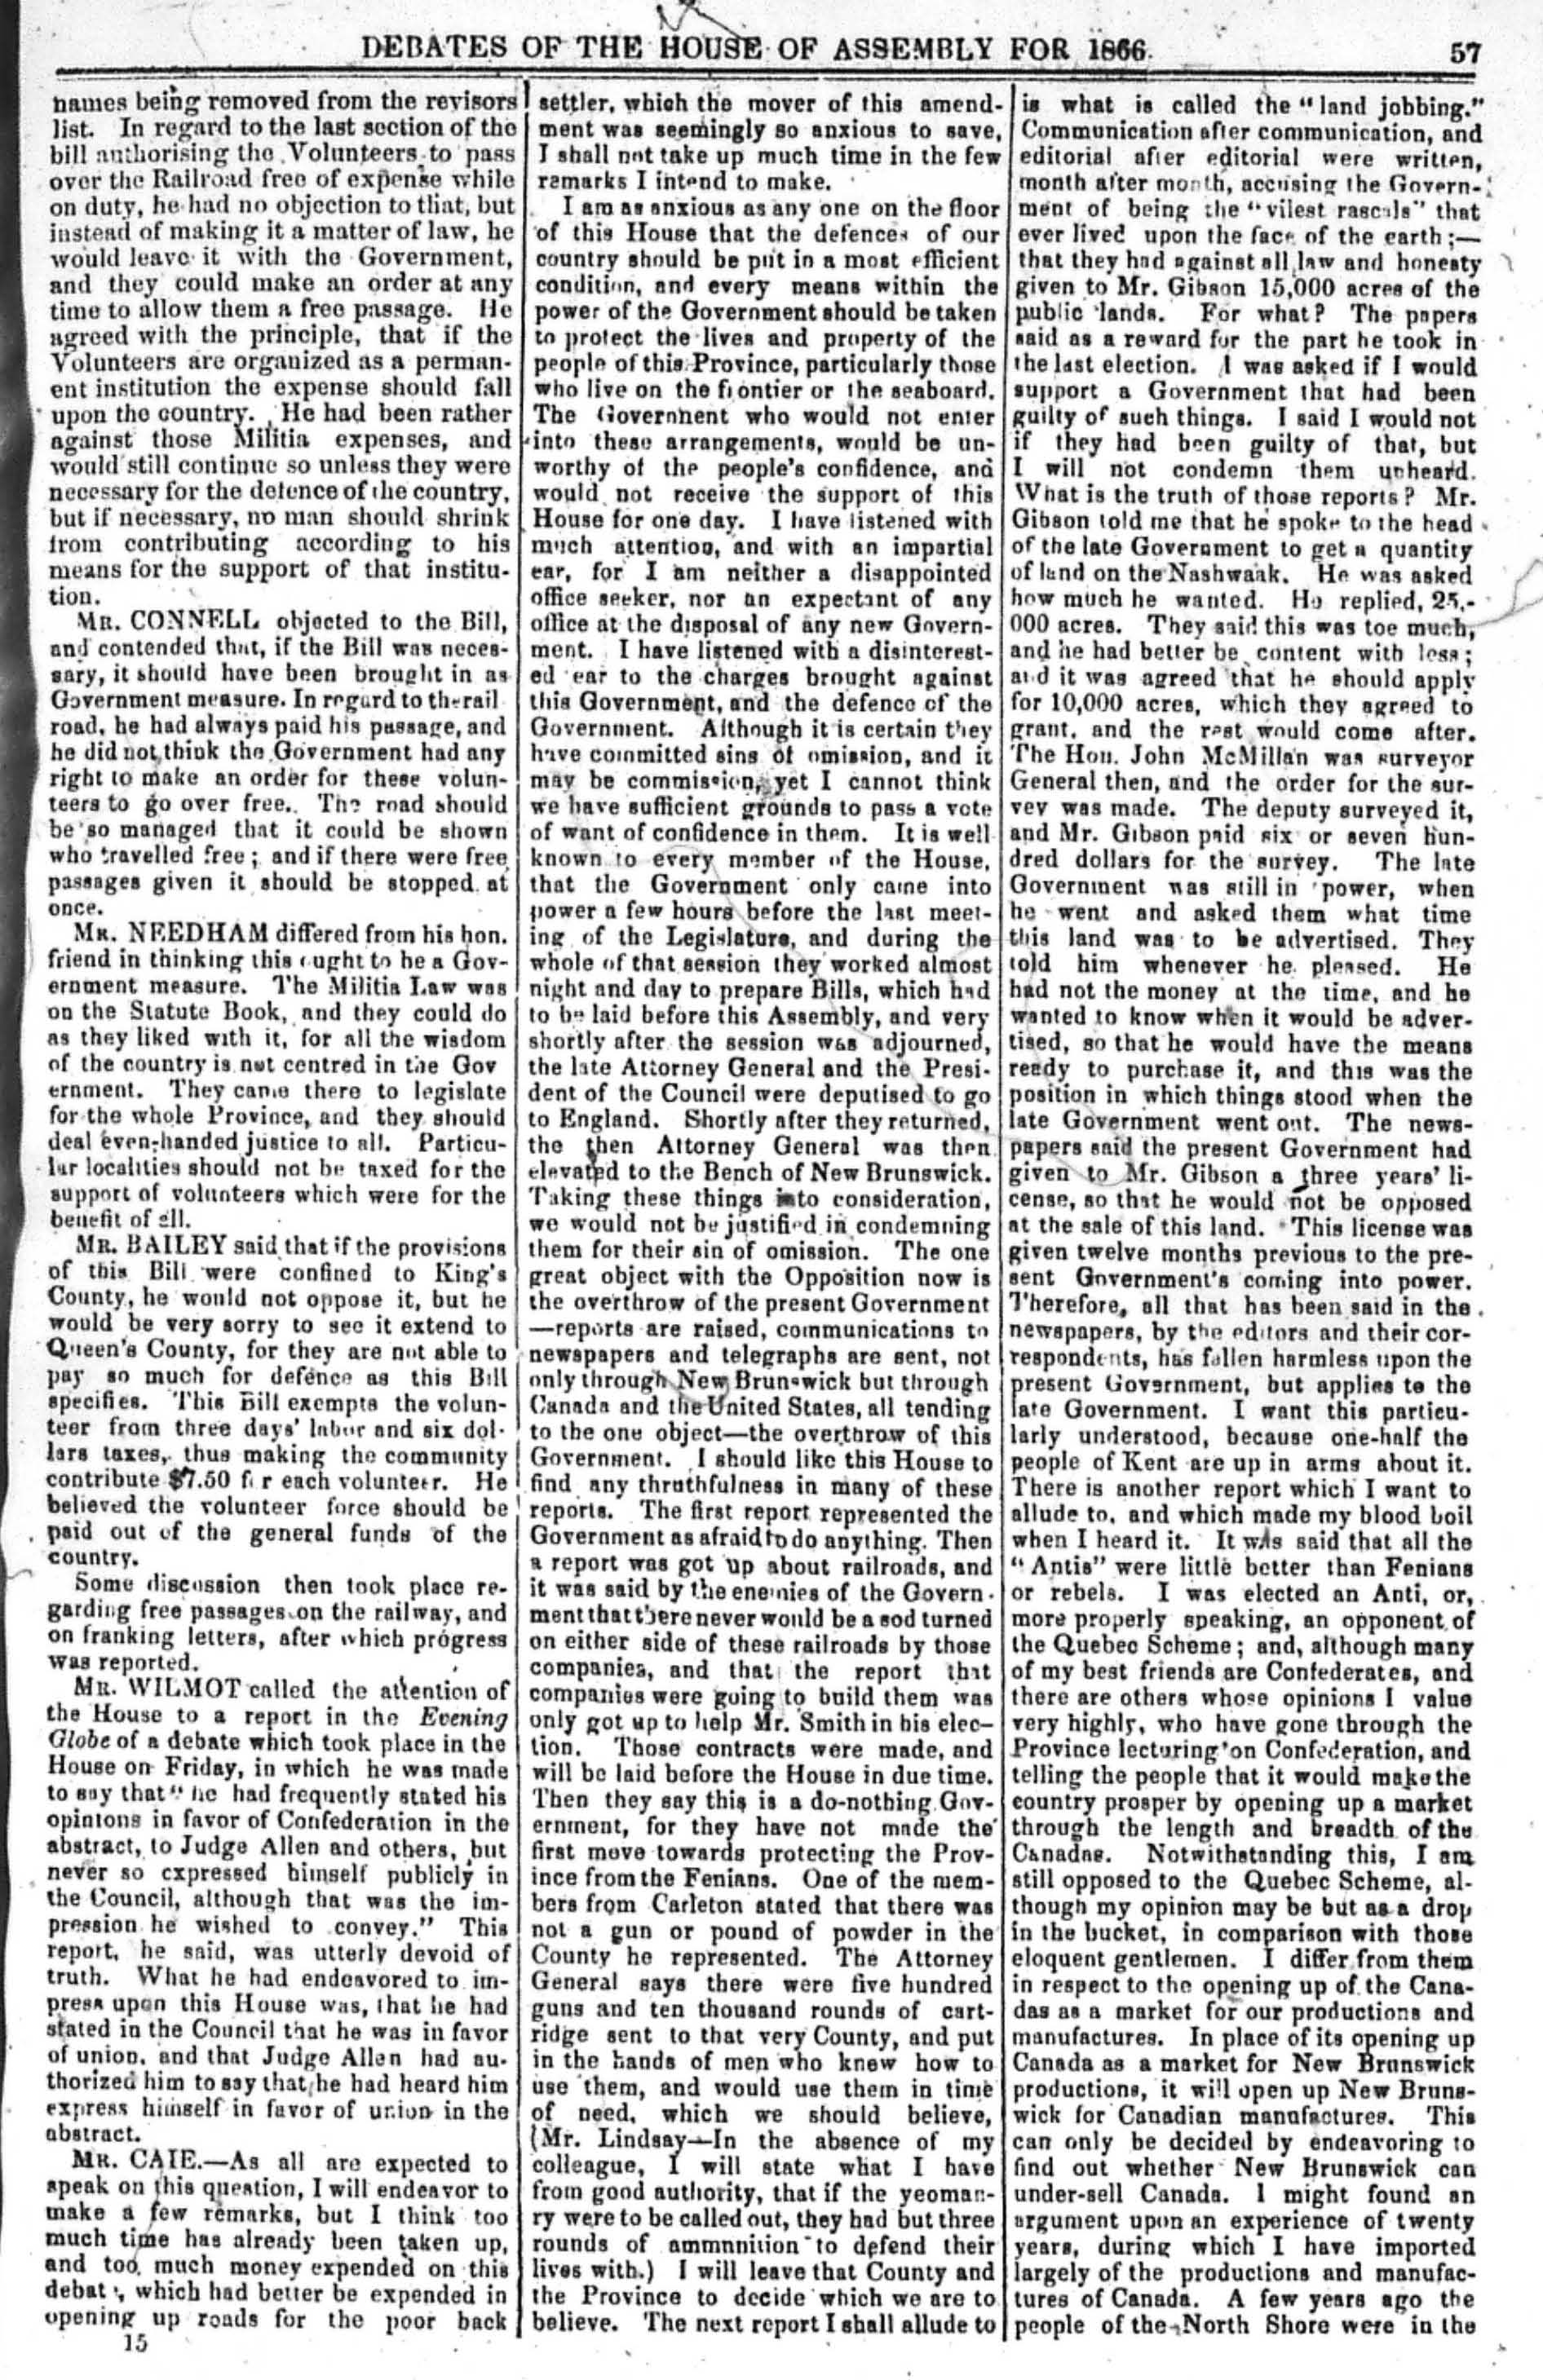 DEBATES OF THE HOUSE OF ASSEMBLY FOR 1866. 57
names being removed from the revisors
list. In regard to the last section of the
bill authorising the Volunteers to pass
over the Railroad free of expense while
on duty, he had no objection to that, but
instead of making it a matter of law, he
would leave it with the Government,
and they could make an order at any
time to allow them a free passage. He
agreed with the principle, that if the
Volunteers are organized as a perman-
ent institution the expense should fall
upon the country. He had been rather
against those Militia expenses, and
would still continue so unless they were
necessary for the defence of the country,
but if necessary, no man should shrink
from contributing according to his
means for the support of that institu-
tion.
MR. CONNELL objected to the Bill,
and contended that, if the Bill was neces-
sary, it should have been brought in as
Government measure. In regard to the rail
road, he had always paid his passage, and
he did not think the Government had any
right to make an order for these volun-
teers to go over free. The road should
be so managed that it could be shown
who travelled free; and if there were free
passages given it should be stopped at
once.
MR. NEEDHAM differed from his hon.
friend in thinking this ought to be a Gov-
ernment measure. The Militia Law was
on the Statute Book, and they could do
as they liked with it, for all the wisdom
of the country is not centred in the Gov
ernment. They came there to legislate
for the whole Province, and they should
deal even-handed justice to all. Particu-
lar localities should not be taxed for the
support of volunteers which were for the
benefit of all.
MR. BAILEY said that if the provisions
of this Bill were confined to King's
County, he would not oppose it, but he
would be very sorry to see it extend to
Queen's County, for they are not able to
pay so much for defence as this Bill
specifies. This Bill exempts the volun-
teer from three days' labor and six dol-
lars taxes, thus making the community
contribute $7.50 for each volunteer. He
believed the volunteer force should be
paid out of the general funds of the
country.
Some discussion then took place re-
garding free passages on the railway, and
on franking letters, after which progress
was reported.
MR. WILMOT called the attention of
the House to a report in the Evening
Globe of a debate which took place in the
House on Friday, in which he was made
to say that "he had frequently stated his
opinions in favor of Confederation in the
abstract, to Judge Allen and others, but
never so expressed himself publicly in
the Council, although that was the im-
pression he wished to convey." This
report, he said, was utterly devoid of
truth. What he had endeavored to im-
press upon this House was, that he had
stated in the Council that he was in favor
of union, and that Judge Allen had au-
thorized him to say that he had heard him
express himself in favor of union in the
abstract.
MR. CAIE.—As all are expected to
speak on this question, I will endeavor to
make a few remarks, but I think too
much time has already been taken up,
and too much money expended on this
debate, which had better be expended in
opening up roads for the poor back
15
settler, which the mover of this amend-
ment was seemingly so anxious to save,
I shall not take up much time in the few
remarks I intend to make.
I am as anxious as any one on the floor
of this House that the defences of our
country should be put in a most efficient
condition, and every means within the
power of the Government should be taken
to protect the lives and property of the
people of this Province, particularly those
who live on the frontier or the seaboard.
The Government who would not enter
into these arrangements, would be un-
worthy of the people's confidence, and
would not receive the support of this
House for one day. I have listened with
much attention, and with an impartial
ear, for I am neither a disappointed
office seeker, nor an expectant of any
office at the disposal of any new Govern-
ment. I have listened with a disinterest-
ed ear to the charges brought against
this Government, and the defence of the
Government. Although it is certain they
have committed sins of omission, and it
may be commission, yet I cannot think
we have sufficient grounds to pass a vote
of want of confidence in them. It is well
known to every member of the House,
that the Government only came into
power a few hours before the last meet-
ing of the Legislature, and during the
whole of that session they worked almost
night and day to prepare Bills, which had
to be laid before this Assembly, and very
shortly after the session was adjourned,
the late Attorney General and the Presi-
dent of the Council were deputised to go
to England. Shortly after they returned,
the then Attorney General was then
elevated to the Bench of New Brunswick.
Taking these things into consideration,
we would not be justified in condemning
them for their sin of omission. The one
great object with the Opposition now is
the overthrow of the present Government
—reports are raised, communications to
newspapers and telegraphs are sent, not
only through New Brunswick but through
Canada and the United States, all tending
to the one object—the overthrow of this
Government. I should like this House to
find any thruthfulness in many of these
reports. The first report represented the
Government as afraid to do anything. Then
a report was got up about railroads, and
it was said by the enemies of the Govern-
ment that there never would be a sod turned
on either side of these railroads by those
companies, and that the report that
companies were going to build them was
only got up to help Mr. Smith in his elec-
tion. Those contracts were made, and
will be laid before the House in due time.
Then they say this is a do-nothing Gov-
ernment, for they have not made the
first move towards protecting the Prov-
ince from the Fenians. One of the mem-
bers from Carleton stated that there was
not a gun or pound of powder in the
County he represented. The Attorney
General says there were five hundred
guns and ten thousand rounds of cart-
ridge sent to that very County, and put
in the hands of men who knew how to
use them, and would use them in time
of need, which we should believe,
(Mr. Lindsay—In the absence of my
colleague, I will state what I have
from good authority, that if the yeoman-
ry were to be called out, they had but three
rounds of ammnnition to defend their
lives with.) I will leave that County and
the Province to decide which we are to
believe. The next report I shall allude to
is what is called the "land jobbing."
Communication after communication, and
editorial after editorial were written,
month after month, accusing the Govern-
ment of being the "vilest rascals" that
ever lived upon the face of the earth;—
that they had against all law and honesty
given to Mr. Gibson 15,000 acres of the
public lands. For what? The papers
said as a reward for the part he took in
the last election. I was asked if I would
support a Government that had been
guilty of such things. I said I would not
if they had been guilty of that, but
I will not condemn them unheard.
What is the truth of those reports? Mr.
Gibson told me that he spoke to the head
of the late Government to get a quantity
of land on the Nashwaak. He was asked
how much he wanted. He replied, 25,-
000 acres. They said this was toe much,
and he had better be content with less;
and it was agreed that he should apply
for 10,000 acres, which they agreed to
grant, and the rest would come after.
The Hon. John McMillan was surveyor
General then, and the order for the sur-
vey was made. The deputy surveyed it,
and Mr. Gibson paid six or seven hun-
dred dollars for the survey. The late
Government was still in power, when
he went and asked them what time
this land was to be advertised. They
told him whenever he pleased. He
had not the money at the time, and he
wanted to know when it would be adver-
tised, so that he would have the means
ready to purchase it, and this was the
position in which things stood when the
late Government went out. The news-
papers said the present Government had
given to Mr. Gibson a three years' li-
cense, so that he would not be opposed
at the sale of this land. This license was
given twelve months previous to the pre-
sent Government's coming into power.
Therefore, all that has been said in the
newspapers, by the editors and their cor-
respondents, has fallen harmless upon the
present Government, but applies to the
late Government. I want this particu-
larly understood, because one-half the
people of Kent are up in arms about it.
There is another report which I want to
allude to, and which made my blood boil
when I heard it. It was said that all the
"Antis" were little better than Fenians
or rebels. I was elected an Anti, or,
more properly speaking, an opponent of
the Quebec Scheme; and, although many
of my best friends are Confederates, and
there are others whose opinions I value
very highly, who have gone through the
Province lecturing on Confederation, and
telling the people that it would make the
country prosper by opening up a market
through the length and breadth of the
Canadas. Notwithstanding this, I am
still opposed to the Quebec Scheme, al-
though my opinion may be but as a drop
in the bucket, in comparison with those
eloquent gentlemen. I differ from them
in respect to the opening up of the Cana-
das as a market for our productions and
manufactures. In place of its opening up
Canada as a market for New Brunswick
productions, it will open up New Bruns-
wick for Canadian manufactures. This
can only be decided by endeavoring to
find out whether New Brunswick can
under-sell Canada. I might found an
argument upon an experience of twenty
years, during which I have imported
largely of the productions and manufac-
tures of Canada. A few years ago the
people of the North Shore were in the